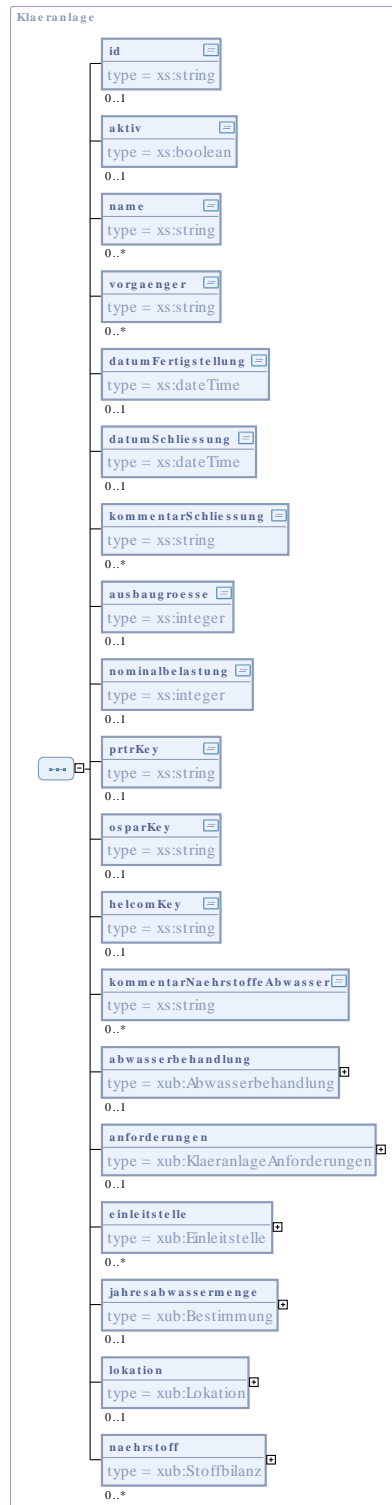 Klaeranlage
id
type = xs:string
0..1
aktiv
type = xs:boolean
0..1
name
type = xs:string
0..*
vorgaenger
type = xs:string
0..*
datumFertigstellung
type = xs:dateTime
0..1
datumSchliessung
type = xs:dateTime
0..1
kommentarSchliessung
type = xs:string
0..*
ausbaugroesse
type = xs:integer
0..1
nominalbelastung
type = xs:integer
0..1
prtrKey
type = xs:string
0..1
osparKey
type = xs:string
0..1
helcomKey
type = xs:string
0..1
kommentarNaehrstoffeAbwasser
type = xs:string
0..*
abwasserbehandlung
type = xub:Abwasserbehandlung
0..1
anforderungen
type = xub:KlaeranlageAnforderungen
0..1
einleitstelle
type = xub:Einleitstelle
0..*
jahresabwassermenge
type = xub:Bestimmung
0..1
lokation
type = xub:Lokation
0..1
naehrstoff
type = xub:Stoffbilanz
0..*